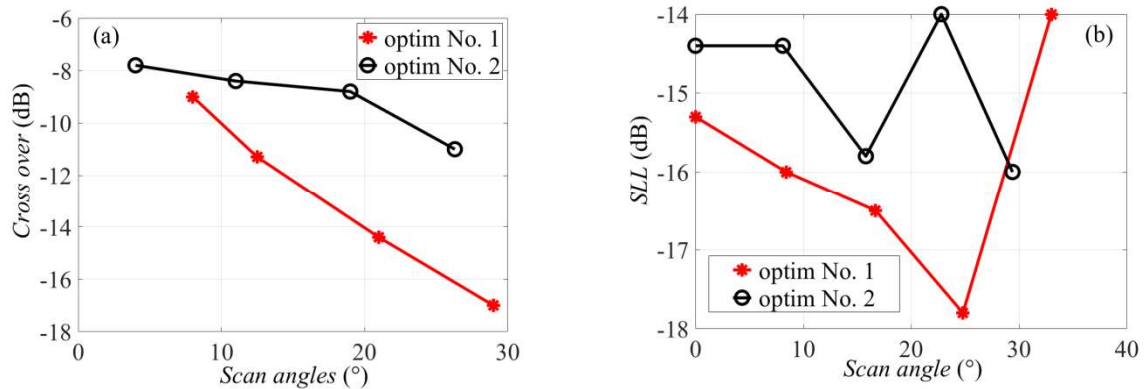 (a)
optim No. 1
optim No. 2
-6
-8
-10
-12
-14
-16
-18
Cross over (dB)
0
10
20
30
Scan angles (°)
(b)
optim No. 1
optim No. 2
-14
-15
-16
-17
-18
SLL (dB)
0
10
20
30
40
Scan angle (°)